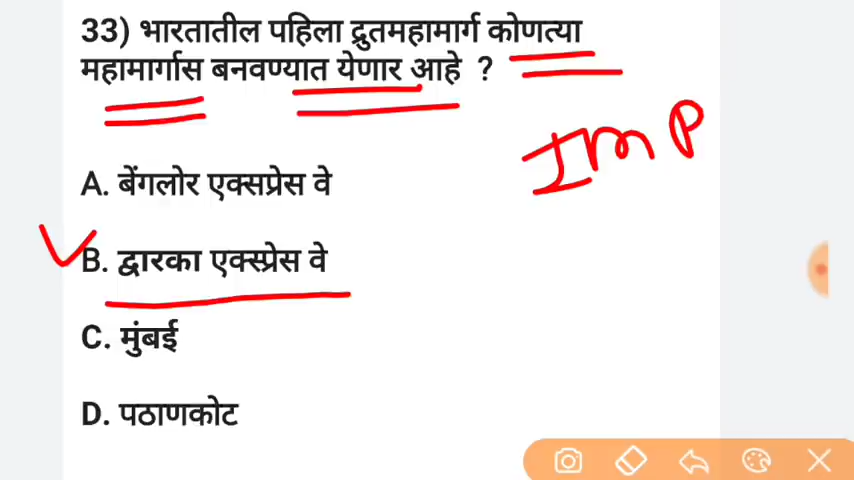 33) भारतातील पहिला द्रुतमहामार्ग कोणत्या
महामार्गास बनवण्यात येणार आहे ?
IMP
A. बेंगलोर एक्सप्रेस वे
B. द्वारका एक्स्प्रेस वे
C. मुंबई
D. पठाणकोट